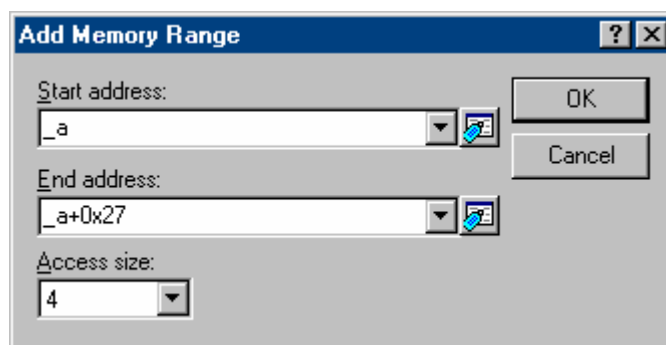 Add Memory Range
? X
Start address:
_a
OK
Cancel
End address:
_a+0x27
Access size:
4